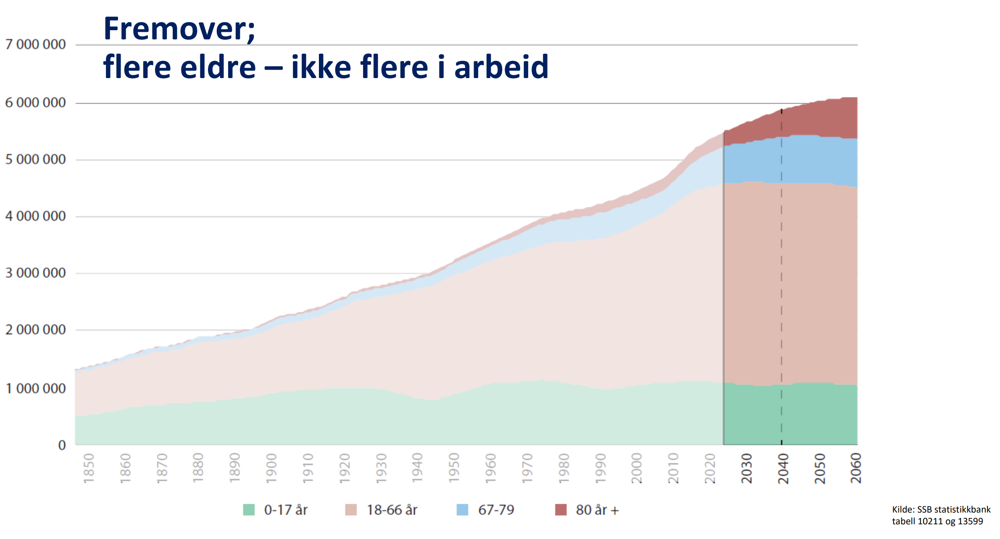 Fremover;
flere eldre – ikke flere i arbeid
7 000 000
6 000 000
5 000 000
4 000 000
3 000 000
2 000 000
1 000 000
0
1850 1860 1870 1880 1890 1900 1910 1920 1930 1940 1950 1960 1970 1980 1990 2000 2010 2020 2030 2040 2050 2060
0-17 år 18-66 år 67-79 80 år +
Kilde: SSB statistikkbank
tabell 10211 og 13599